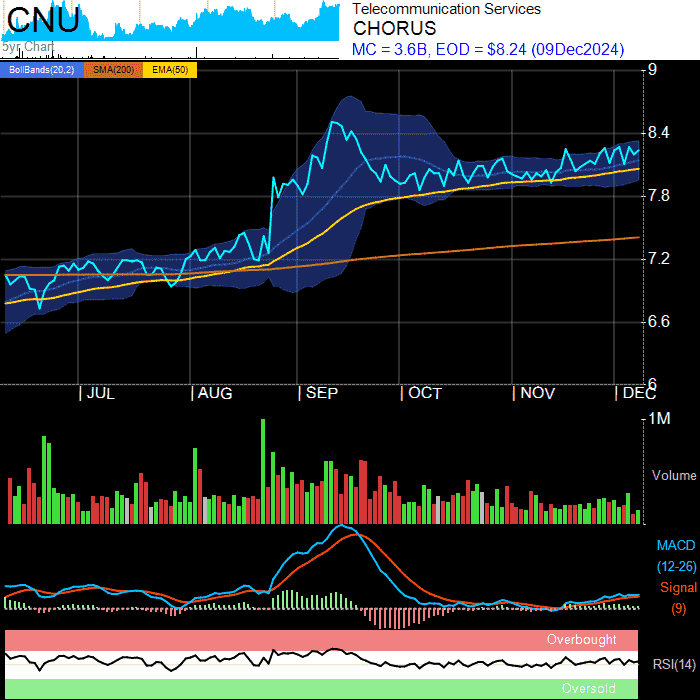 CNU
5yr Chart
Telecommunication Services
CHORUS
MC = 3.6B, EOD = $8.24 (09Dec2024)
BollBands(20,2) SMA(200) EMA(50)
9
8.4
7.8
7.2
6.6
6
JUL AUG SEP OCT NOV DEC
1M
Volume
MACD
(12-26)
Signal
(9)
Overbought
RSI(14)
Oversold